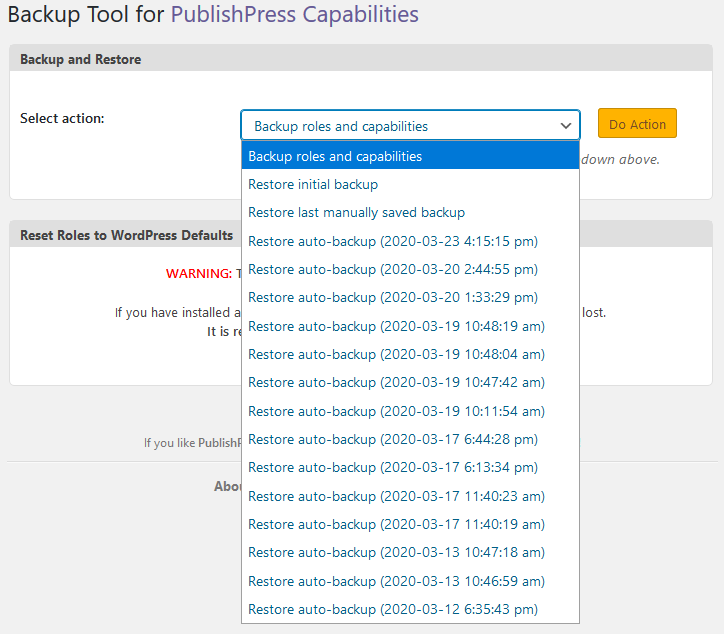 Backup Tool for PublishPress Capabilities
Backup and Restore
Select action:
Backup roles and capabilities
Do Action
down above.
Backup roles and capabilities
Restore initial backup
Restore last manually saved backup
Restore auto-backup (2020-03-23 4:15:15 pm)
Restore auto-backup (2020-03-20 2:44:55 pm)
Restore auto-backup (2020-03-20 1:33:29 pm)
Restore auto-backup (2020-03-19 10:48:19 am)
Restore auto-backup (2020-03-19 10:48:04 am)
Restore auto-backup (2020-03-19 10:47:42 am)
Restore auto-backup (2020-03-19 10:11:54 am)
Restore auto-backup (2020-03-17 6:44:28 pm)
Restore auto-backup (2020-03-17 6:13:34 pm)
Restore auto-backup (2020-03-17 11:40:23 am)
Restore auto-backup (2020-03-17 11:40:19 am)
Restore auto-backup (2020-03-13 10:47:18 am)
Restore auto-backup (2020-03-13 10:46:59 am)
Restore auto-backup (2020-03-12 6:35:43 pm)
Reset Roles to WordPress Defaults
WARNING:
If you have installed a lost.
It is re
If you like PublishP
Abou